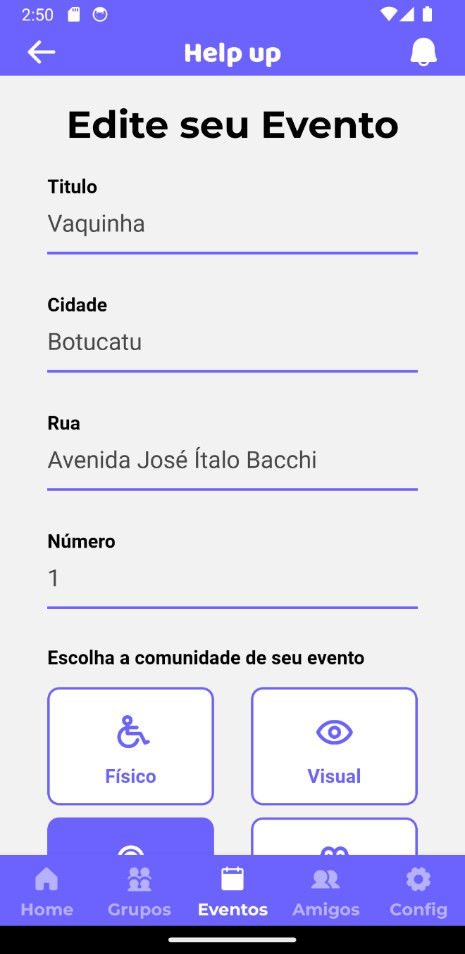 2:50
Help up
Edite seu Evento
Titulo
Vaquinha
Cidade
Botucatu
Rua
Avenida José Ítalo Bacchi
Número
1
Escolha a comunidade de seu evento
Físico Visual
Home Grupos Eventos Amigos Config